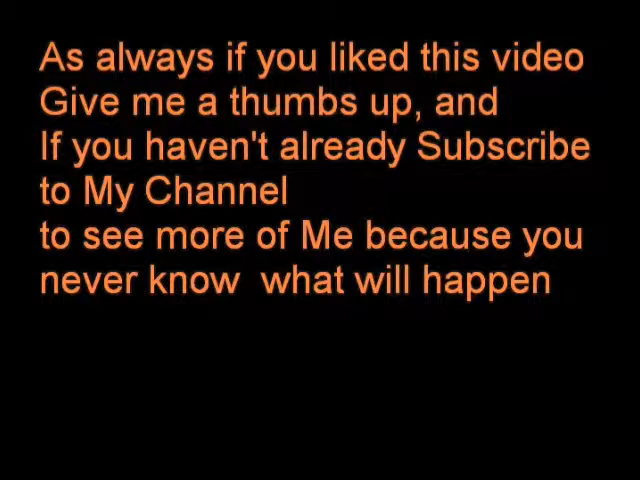 As always if you liked this video
Give me a thumbs up, and
If you haven't already Subscribe
to My Channel
to see more of Me because you
never know  what will happen